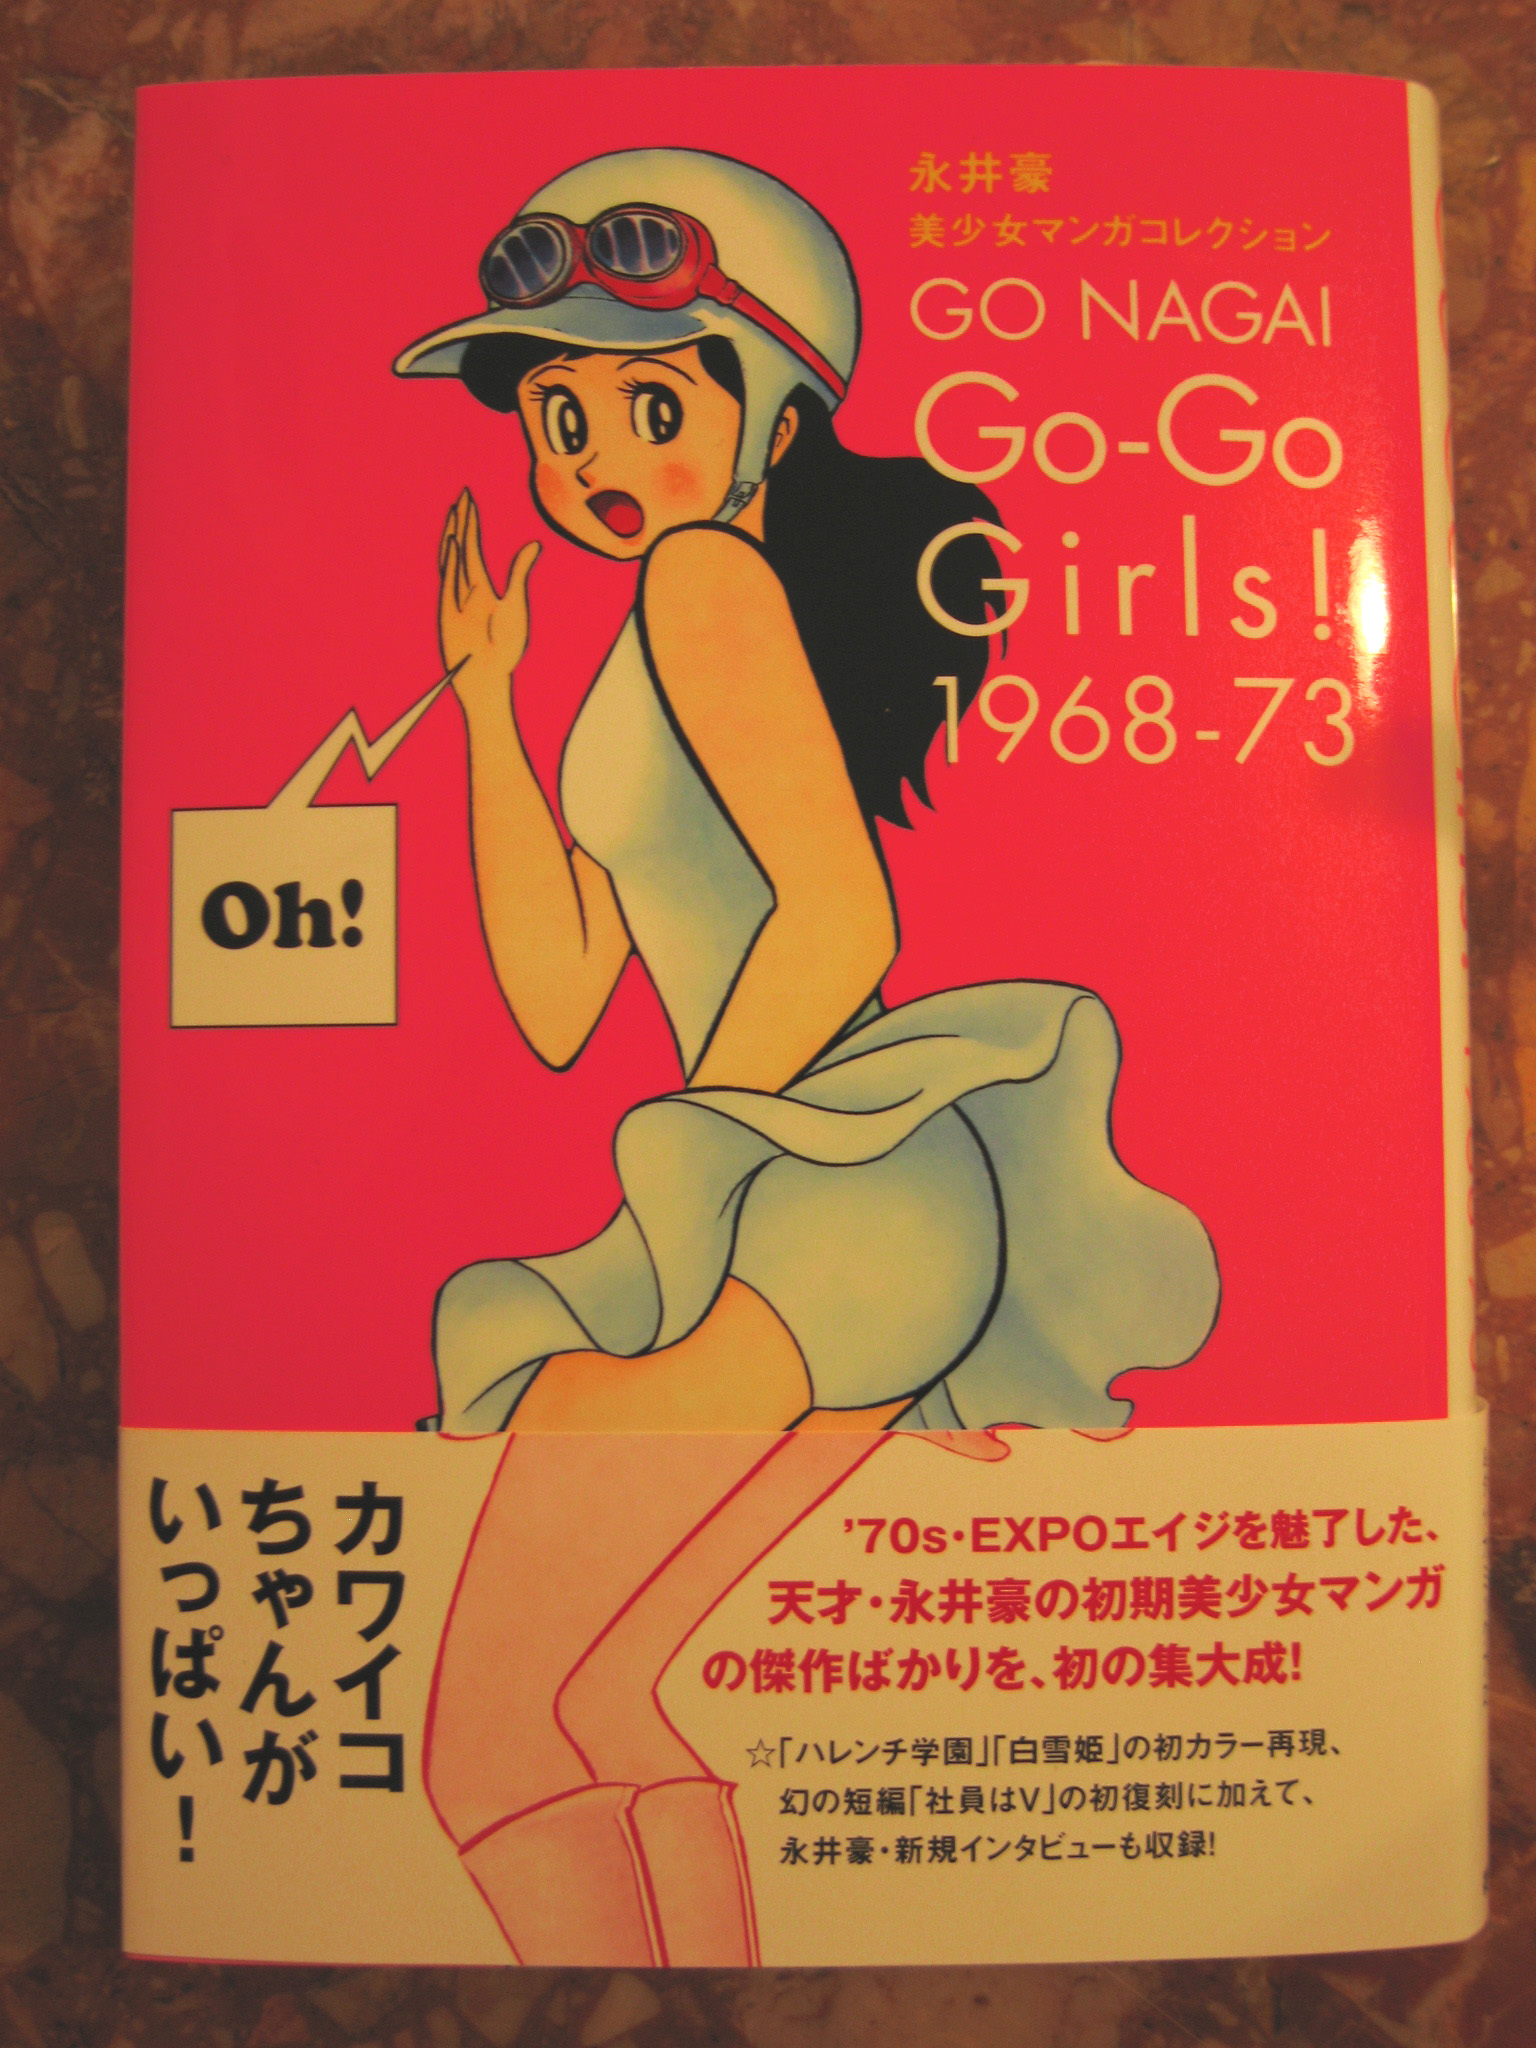 永井豪
美少女マンガコレクション
GO NAGAI
Go-Go
Girls!
1968-73
Oh!
カワイコ
ちゃんが
いっぱい!
’70s・EXPOエイジを魅了した、
天才・永井豪の初期美少女マンガ
の傑作ばかりを、初の集大成!
☆「ハレンチ学園」「白雪姫」の初カラー再現、
幻の短編「社員はV」の初復刻に加えて、
永井豪・新規インタビューも収録!